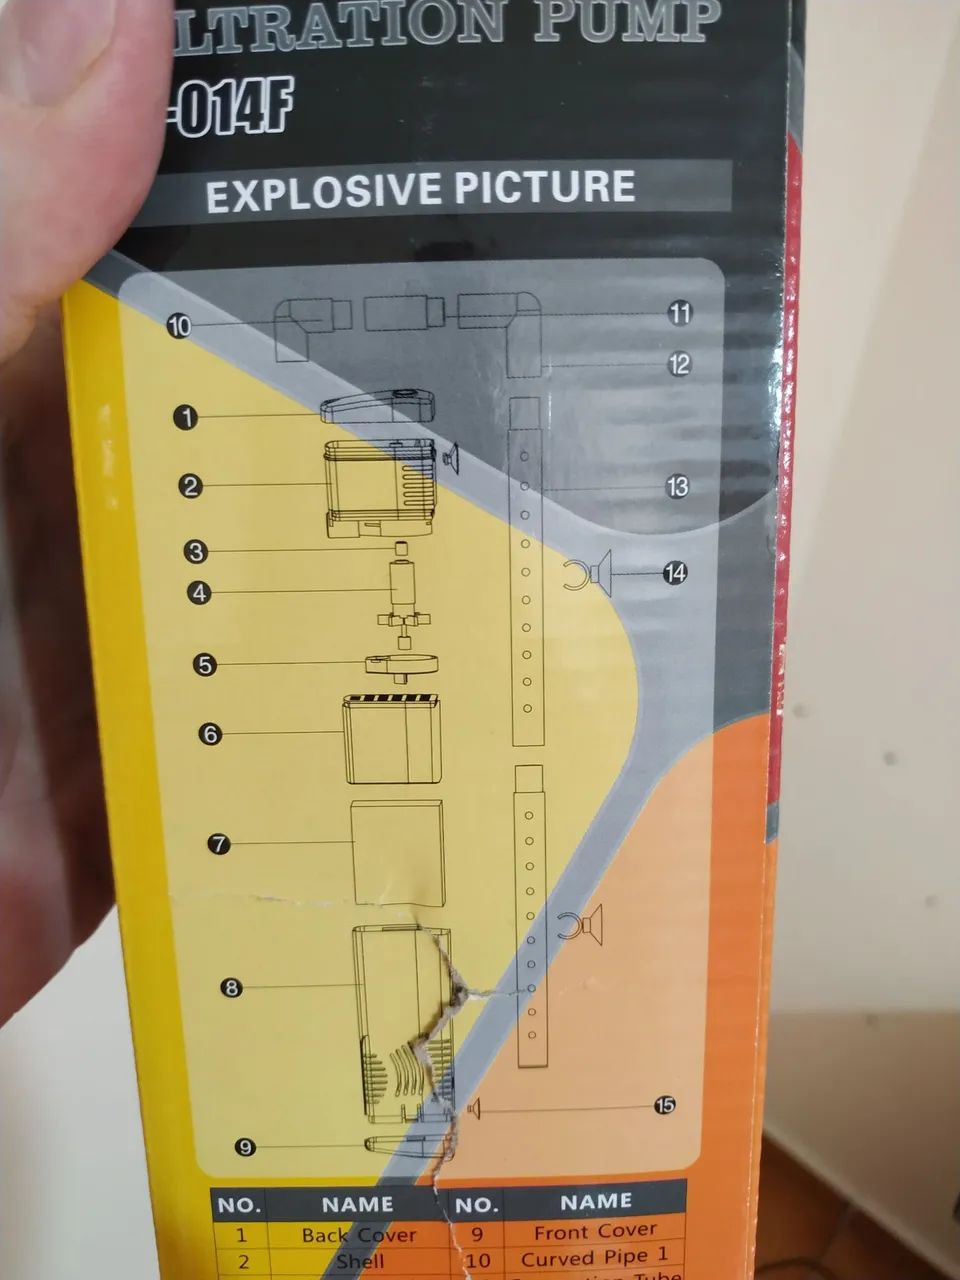 LTRATION PUMP
-014F
EXPLOSIVE PICTURE
10
11
12
1
2
13
3
14
4
5
6
7
8
15
9
NO. NAME NO. NAME
1 Back Cover 9 Front Cover
2 Shell 10 Curved Pipe 1
Tube